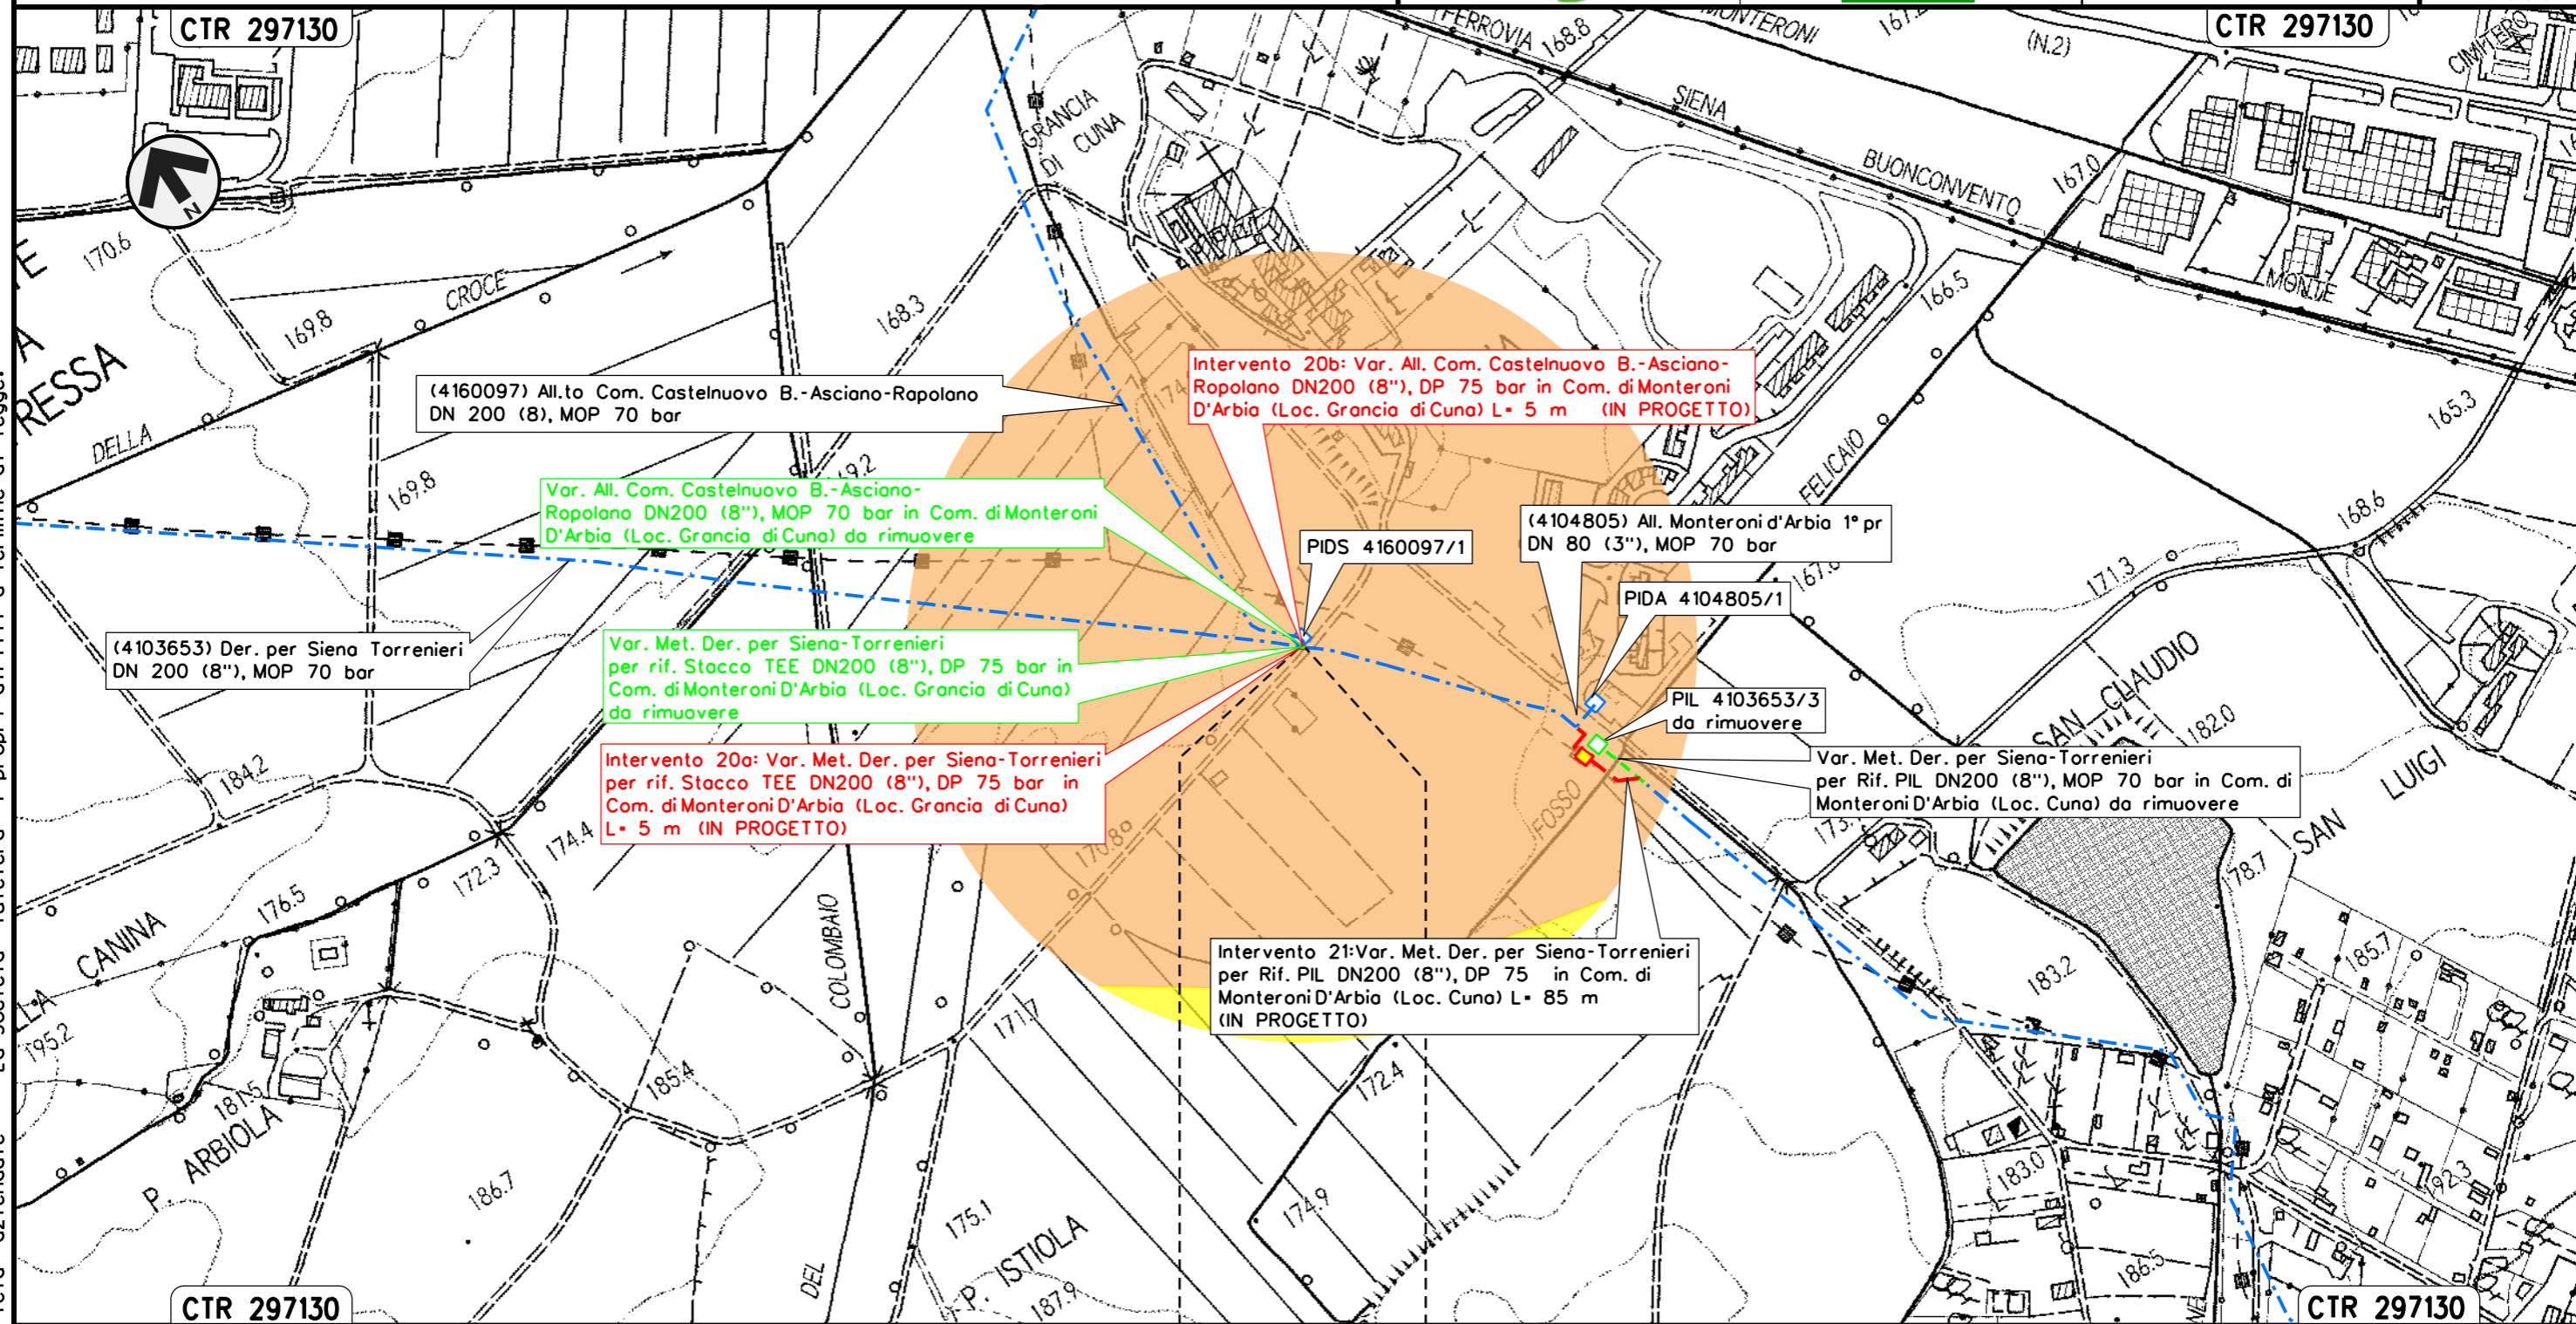 CTR 297130
CTR 297130
FERROVIA
168.8
MONTERONI
(N.2)
CIMITERO
SIENA
BUONCONVENTO
167.0
GRANCIA
DI CUNA
N
170.6
RESSA
CROCE
169.8
168.3
166.5
MONTE
165.3
DELLA
169.8
(4160097) All.to Com. Castelnuovo B.-Asciano-Rapolano
DN 200 (8), MOP 70 bar
Intervento 20b: Var. All. Com. Castelnuovo B.-Asciano-
Ropolano DN200 (8"), DP 75 bar in Com. di Monteroni
D'Arbia (Loc. Grancia di Cuna) L= 5 m (IN PROGETTO)
Var. All. Com. Castelnuovo B.-Asciano-
Ropolano DN200 (8"), MOP 70 bar in Com. di Monteroni
D'Arbia (Loc. Grancia di Cuna) da rimuovere
FELICAIO
168.6
PIDS 4160097/1
(4104805) All. Monteroni d'Arbia 1° pr
DN 80 (3"), MOP 70 bar
171.3
PIDA 4104805/1
(4103653) Der. per Siena Torrenieri
DN 200 (8"), MOP 70 bar
Var. Met. Der. per Siena-Torrenieri
per rif. Stacco TEE DN200 (8"), DP 75 bar in
Com. di Monteroni D'Arbia (Loc. Grancia di Cuna)
da rimuovere
PIL 4103653/3
da rimuovere
SAN CLAUDIO
182.0
Intervento 20a: Var. Met. Der. per Siena-Torrenieri
per rif. Stacco TEE DN200 (8"), DP 75 bar in
Com. di Monteroni D'Arbia (Loc. Grancia di Cuna)
L= 5 m (IN PROGETTO)
Var. Met. Der. per Siena-Torrenieri
per Rif. PIL DN200 (8"), MOP 70 bar in Com. di
Monteroni D'Arbia (Loc. Cuna) da rimuovere
SAN LUIGI
184.2
174.4
172.3
170.8
FOSSO
178.7
176.5
CANINA
COLOMBAIO
Intervento 21:Var. Met. Der. per Siena-Torrenieri
per Rif. PIL DN200 (8"), DP 75 in Com. di
Monteroni D'Arbia (Loc. Cuna) L= 85 m
(IN PROGETTO)
185.7
183.2
195.2
171.7
181.5
185.4
172.4
P. ARBIOLA
186.7
175.1
174.9
183.0
192.3
DEL
P. ISTIOLA
187.9
186.5
CTR 297130
CTR 297130